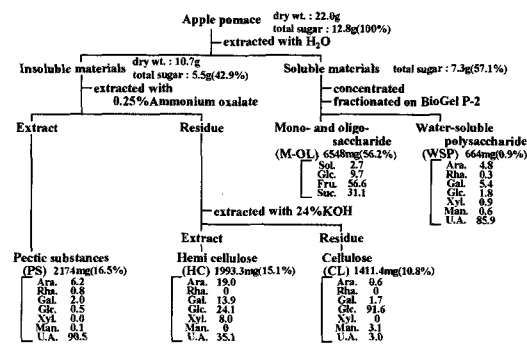 Apple pomace
dry wt. : 22.0g
total sugar : 12.8g(100%)
extracted with H₂O
Insoluble materials
dry wt. : 10.7g
total sugar : 5.5g(42.9%)
Soluble materials
total sugar : 7.3g(57.1%)
extracted with
0.25%Ammonium oxalate
concentrated
fractionated on BioGel P-2
Extract
Residue
Mono- and oligo-
saccharide
(M-OL) 6548mg(56.2%)
Sol. 2.7
Glc. 9.7
Fru. 56.6
Suc. 31.1
Water-soluble
polysaccharide
(WSP) 664mg(0.9%)
Ara. 4.8
Rha. 0.3
Gal. 5.4
Glc. 1.8
Xyl. 0.9
Man. 0.6
U.A. 85.9
extracted with 24%KOH
Extract
Residue
Pectic substances
(PS) 2174mg(16.5%)
Ara. 6.2
Rha. 0.8
Gal. 2.0
Glc. 0.5
Xyl. 0.0
Man. 0.1
U.A. 90.5
Hemi cellulose
(HC) 1993.3mg(15.1%)
Ara. 19.0
Rha. 0
Gal. 13.9
Glc. 24.1
Xyl. 8.0
Man. 0
U.A. 35.1
Cellulose
(CL) 1411.4mg(10.8%)
Ara. 0.6
Rha. 0
Gal. 1.7
Glc. 91.6
Man. 3.1
U.A. 3.0